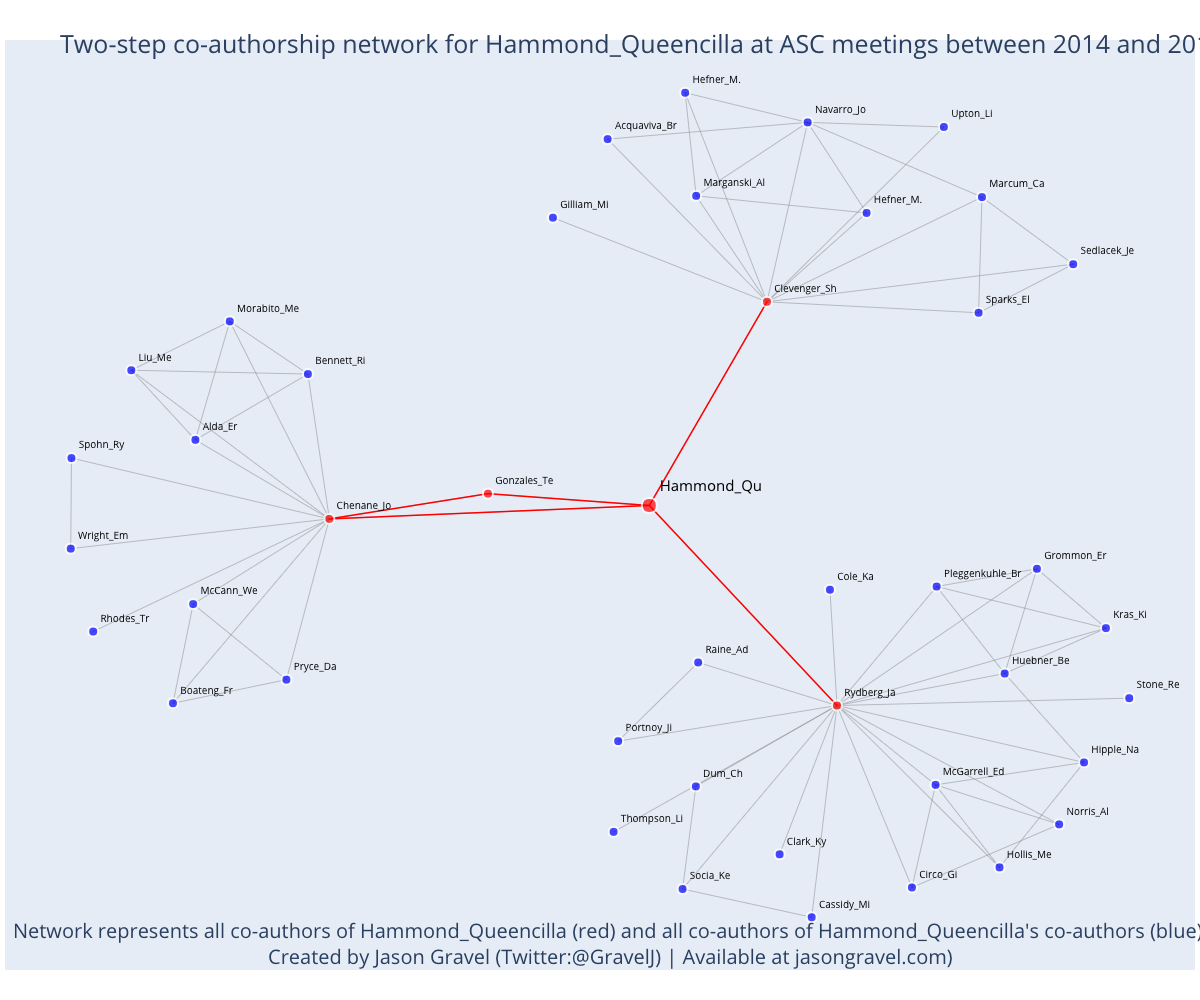 Two-step co-authorship network for Hammond_Queencilla at ASC meetings between 2014 and 201
Hefner_M.
Navarro_Jo
Upton_Li
Acquaviva_Br
Marganski_Al
Marcum_Ca
Gilliam_Mi
Hefner_M.
Sedlacek_Je
Clevenger_Sh
Sparks_El
Morabito_Me
Liu_Me
Bennett_Ri
Alda_Er
Spohn_Ry
Gonzales_Te
Hammond_Qu
Chenane_Jo
Wright_Em
Grommon_Er
Cole_Ka
Pleggenkuhle_Br
McCann_We
Rhodes_Tr
Kras_Ki
Raine_Ad
Huebner_Be
Pryce_Da
Boateng_Fr
Rydberg_Ja
Stone_Re
Portnoy_Ji
Hipple_Na
Dum_Ch
McGarrell_Ed
Thompson_Li
Norris_Al
Clark_Ky
Hollis_Me
Socia_Ke
Circo_Gi
Cassidy_Mi
Network represents all co-authors of Hammond_Queencilla (red) and all co-authors of Hammond_Queencilla's co-authors (blue)
Created by Jason Gravel (Twitter:@GravelJ) | Available at jasongravel.com)